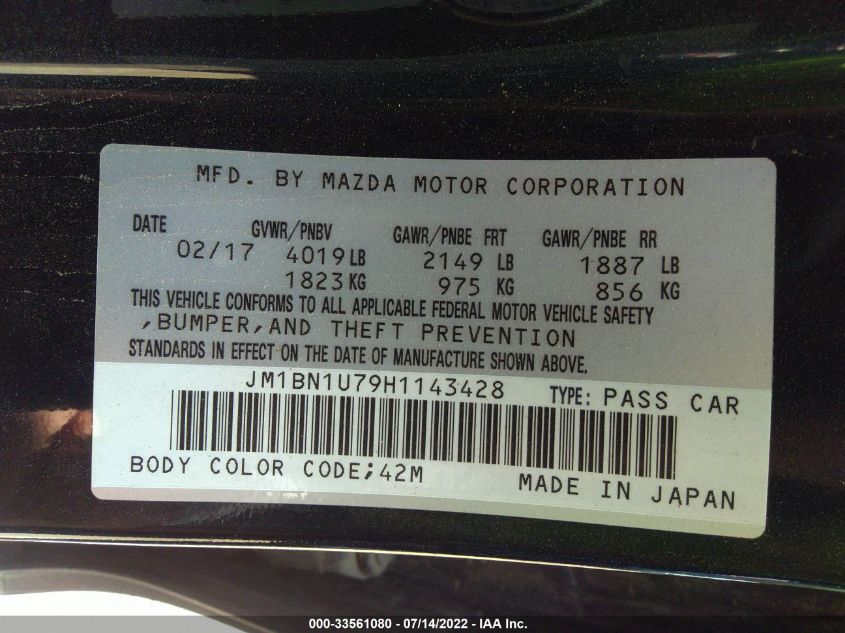 MFD. BY MAZDA MOTOR CORPORATION
DATE GVWR/PNBV GAWR/PNBE FRT GAWR/PNBE RR
02/17 4019LB 2149 LB 1887 LB
1823KG 975 KG 856 KG
THIS VEHICLE CONFORMS TO ALL APPLICABLE FEDERAL MOTOR VEHICLE SAFETY
,BUMPER,AND THEFT PREVENTION
STANDARDS IN EFFECT ON THE DATE OF MANUFACTURE SHOWN ABOVE.
JM1BN1U79H1143428 TYPE: PASS CAR
BODY COLOR CODE;42M MADE IN JAPAN
000-33561080 - 07/14/2022 - IAA Inc.